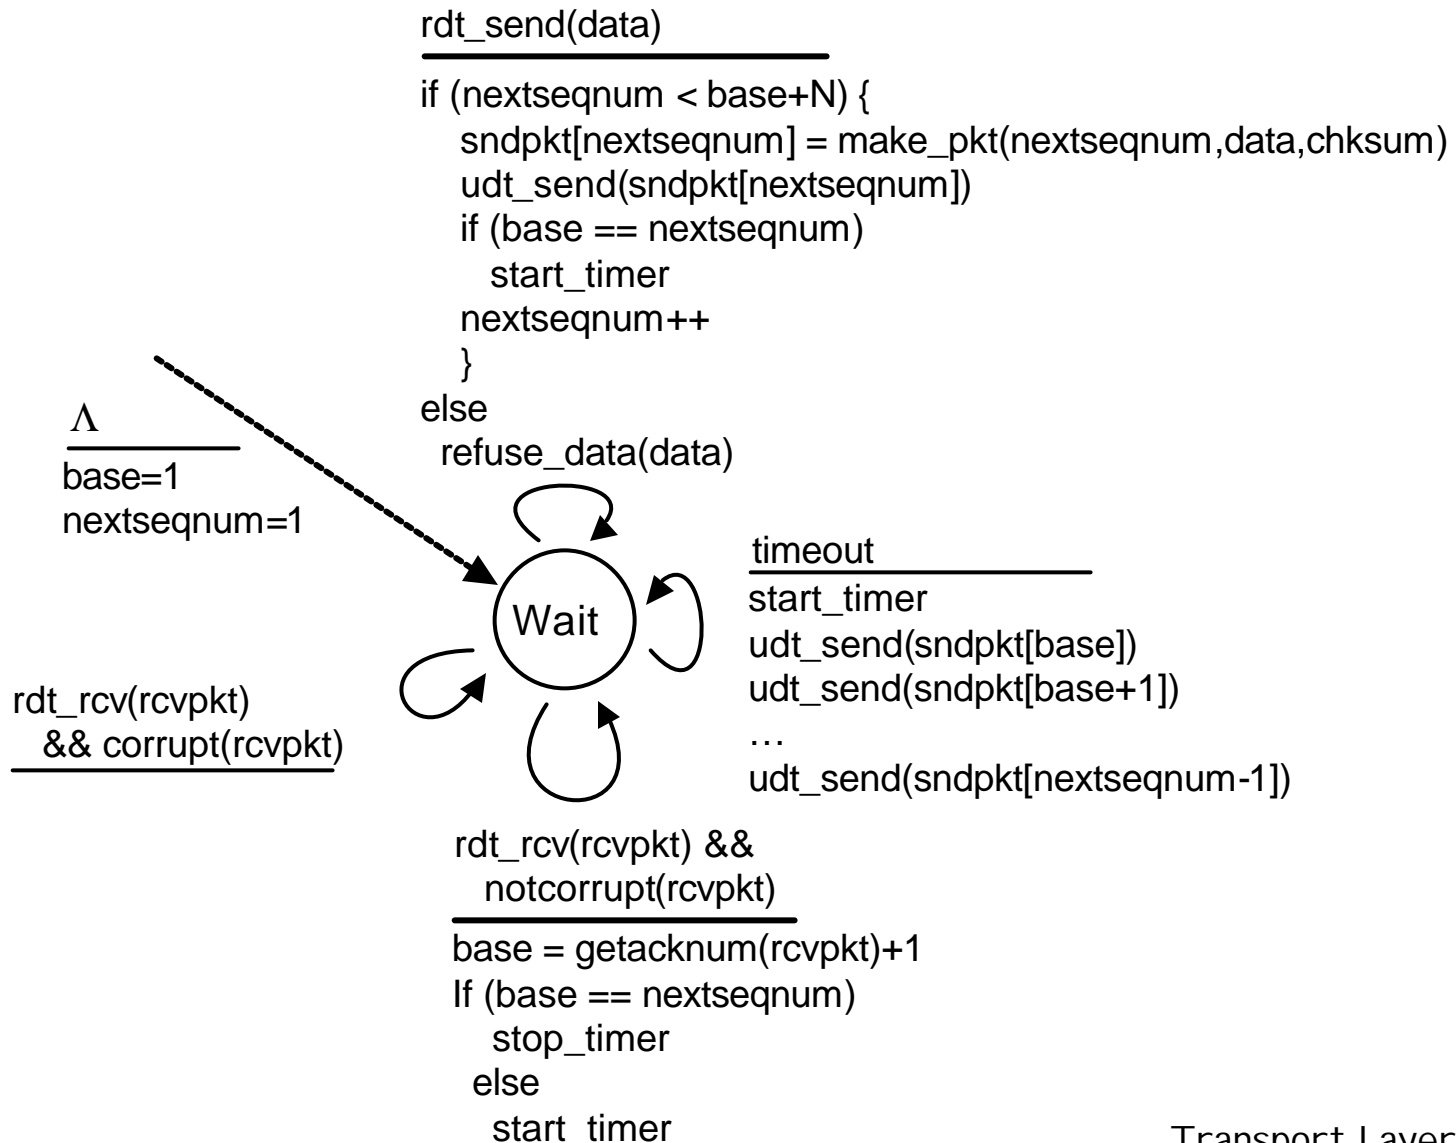 rdt_send(data)
if (nextseqnum < base+N) {
sndpkt[nextseqnum] = make_pkt(nextseqnum,data,chksum)
udt_send(sndpkt[nextseqnum])
if (base == nextseqnum)
start_timer
nextseqnum++
}
else
refuse_data(data)
Λ
base=1
nextseqnum=1
Wait
timeout
start_timer
udt_send(sndpkt[base])
udt_send(sndpkt[base+1])
…
udt_send(sndpkt[nextseqnum-1])
rdt_rcv(rcvpkt)
&& corrupt(rcvpkt)
rdt_rcv(rcvpkt) &&
notcorrupt(rcvpkt)
base = getacknum(rcvpkt)+1
If (base == nextseqnum)
stop_timer
else
start_timer
Transport Layer